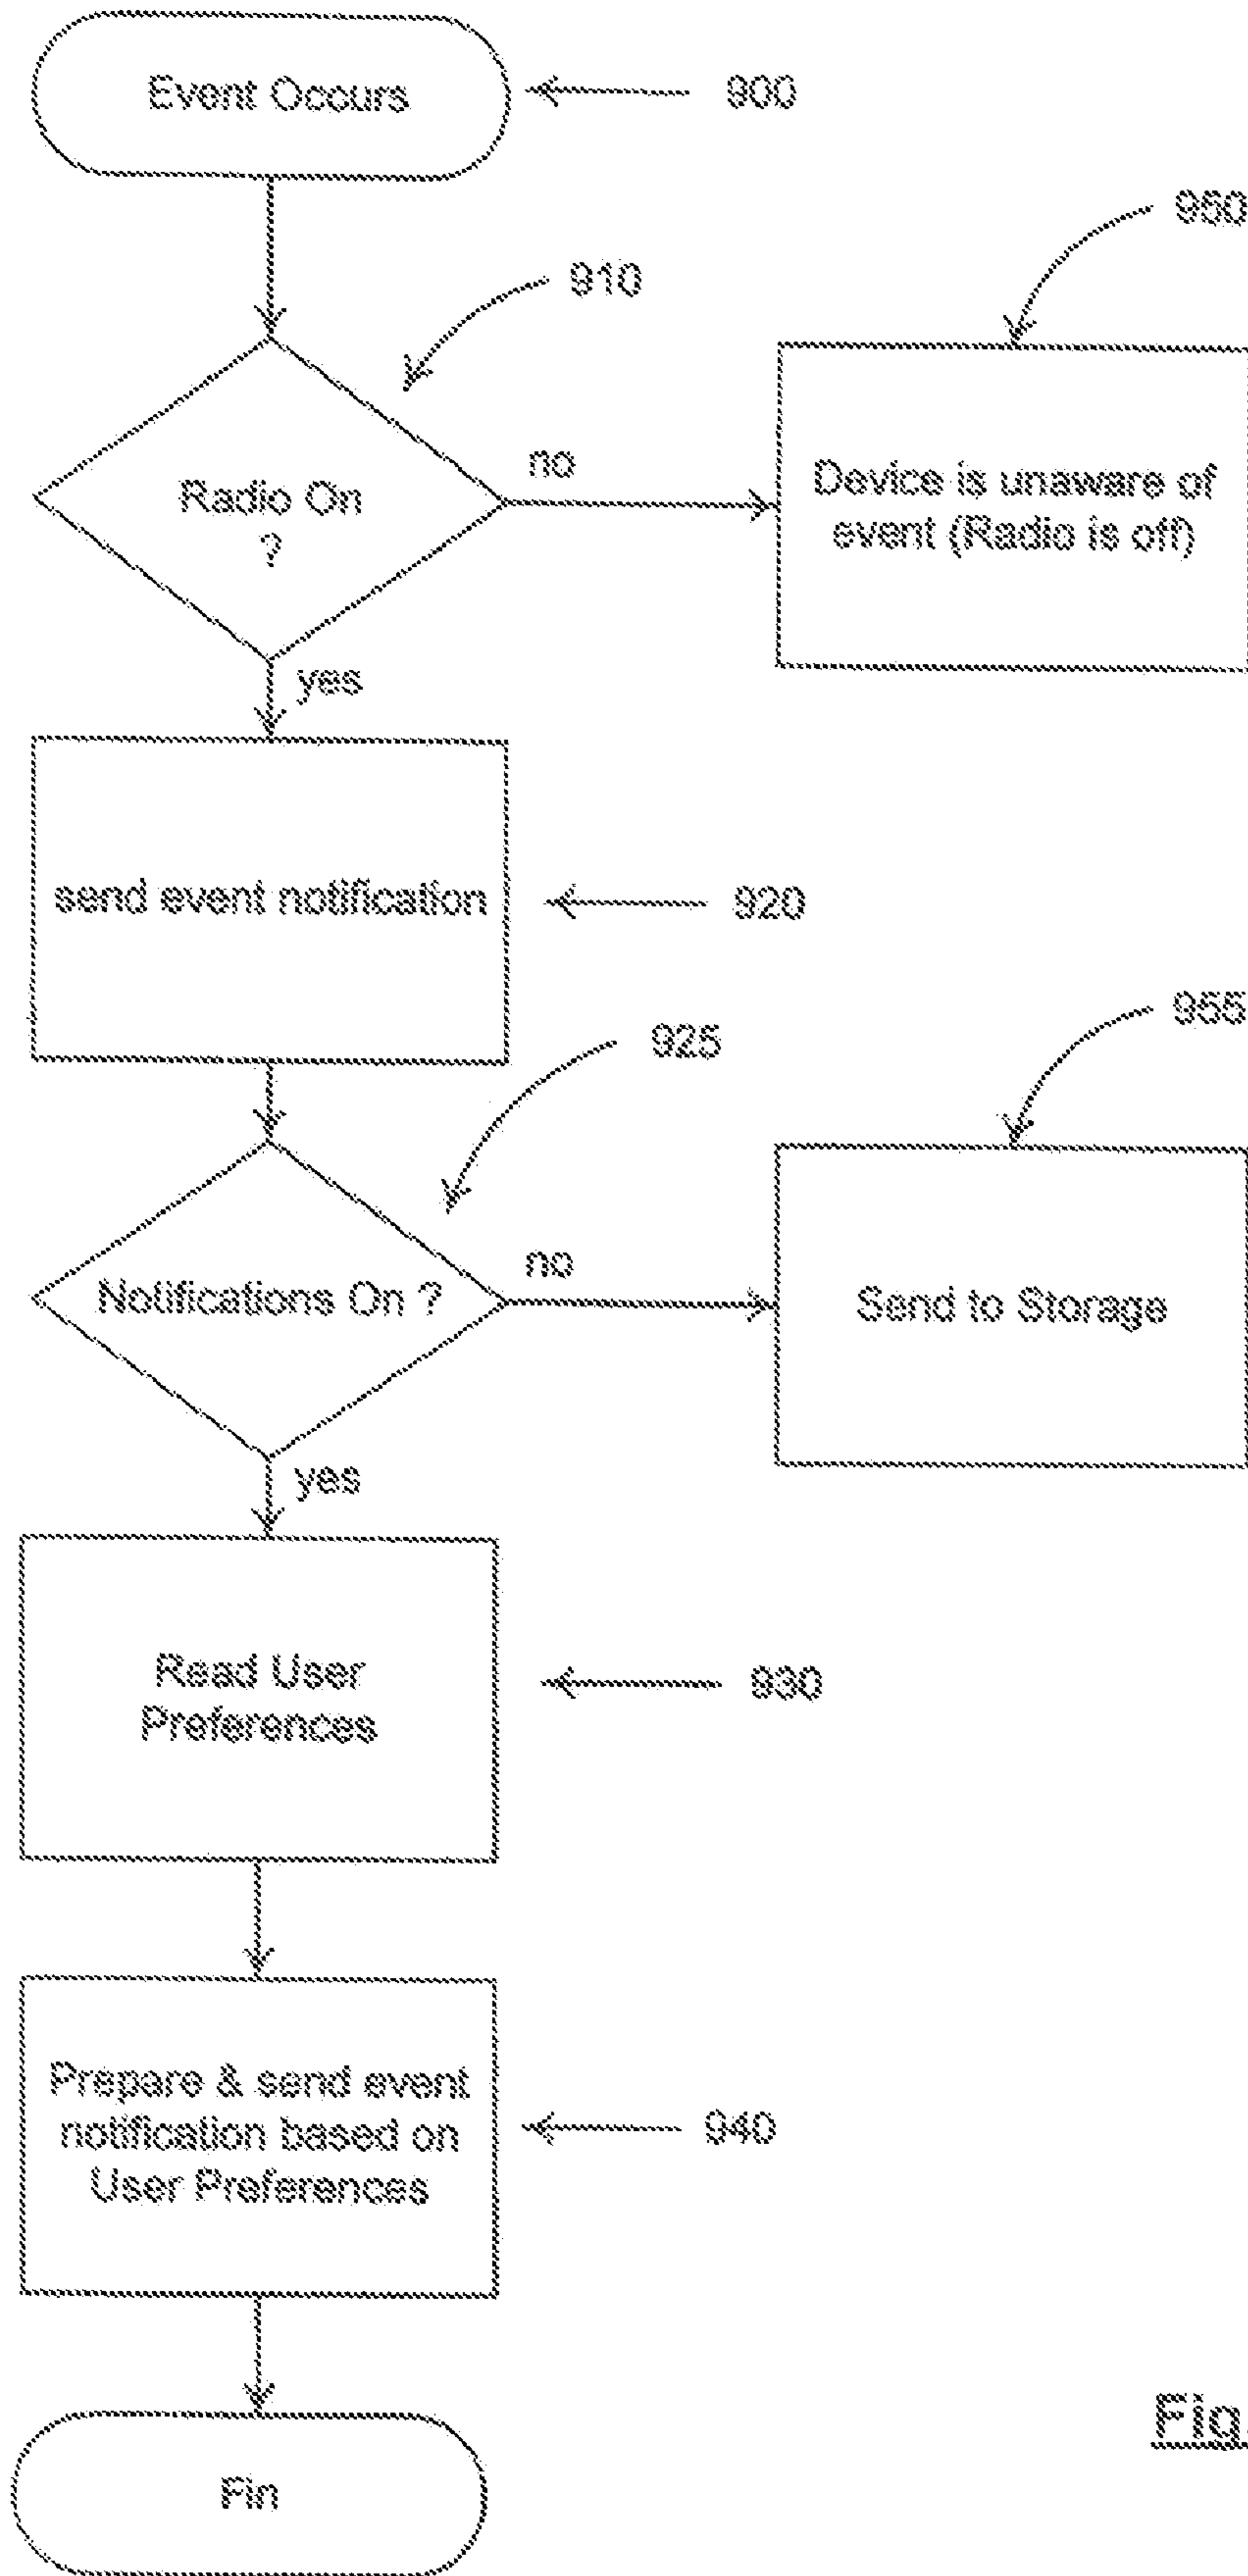 Event Occurs
900
950
910
Radio On
?
no
Device is unaware of
event (Radio is off)
yes
send event notification
920
955
925
Notifications On ?
no
Send to Storage
yes
Read User
Preferences
930
Prepare & send event
notification based on
User Preferences
940
Fig.
Fin